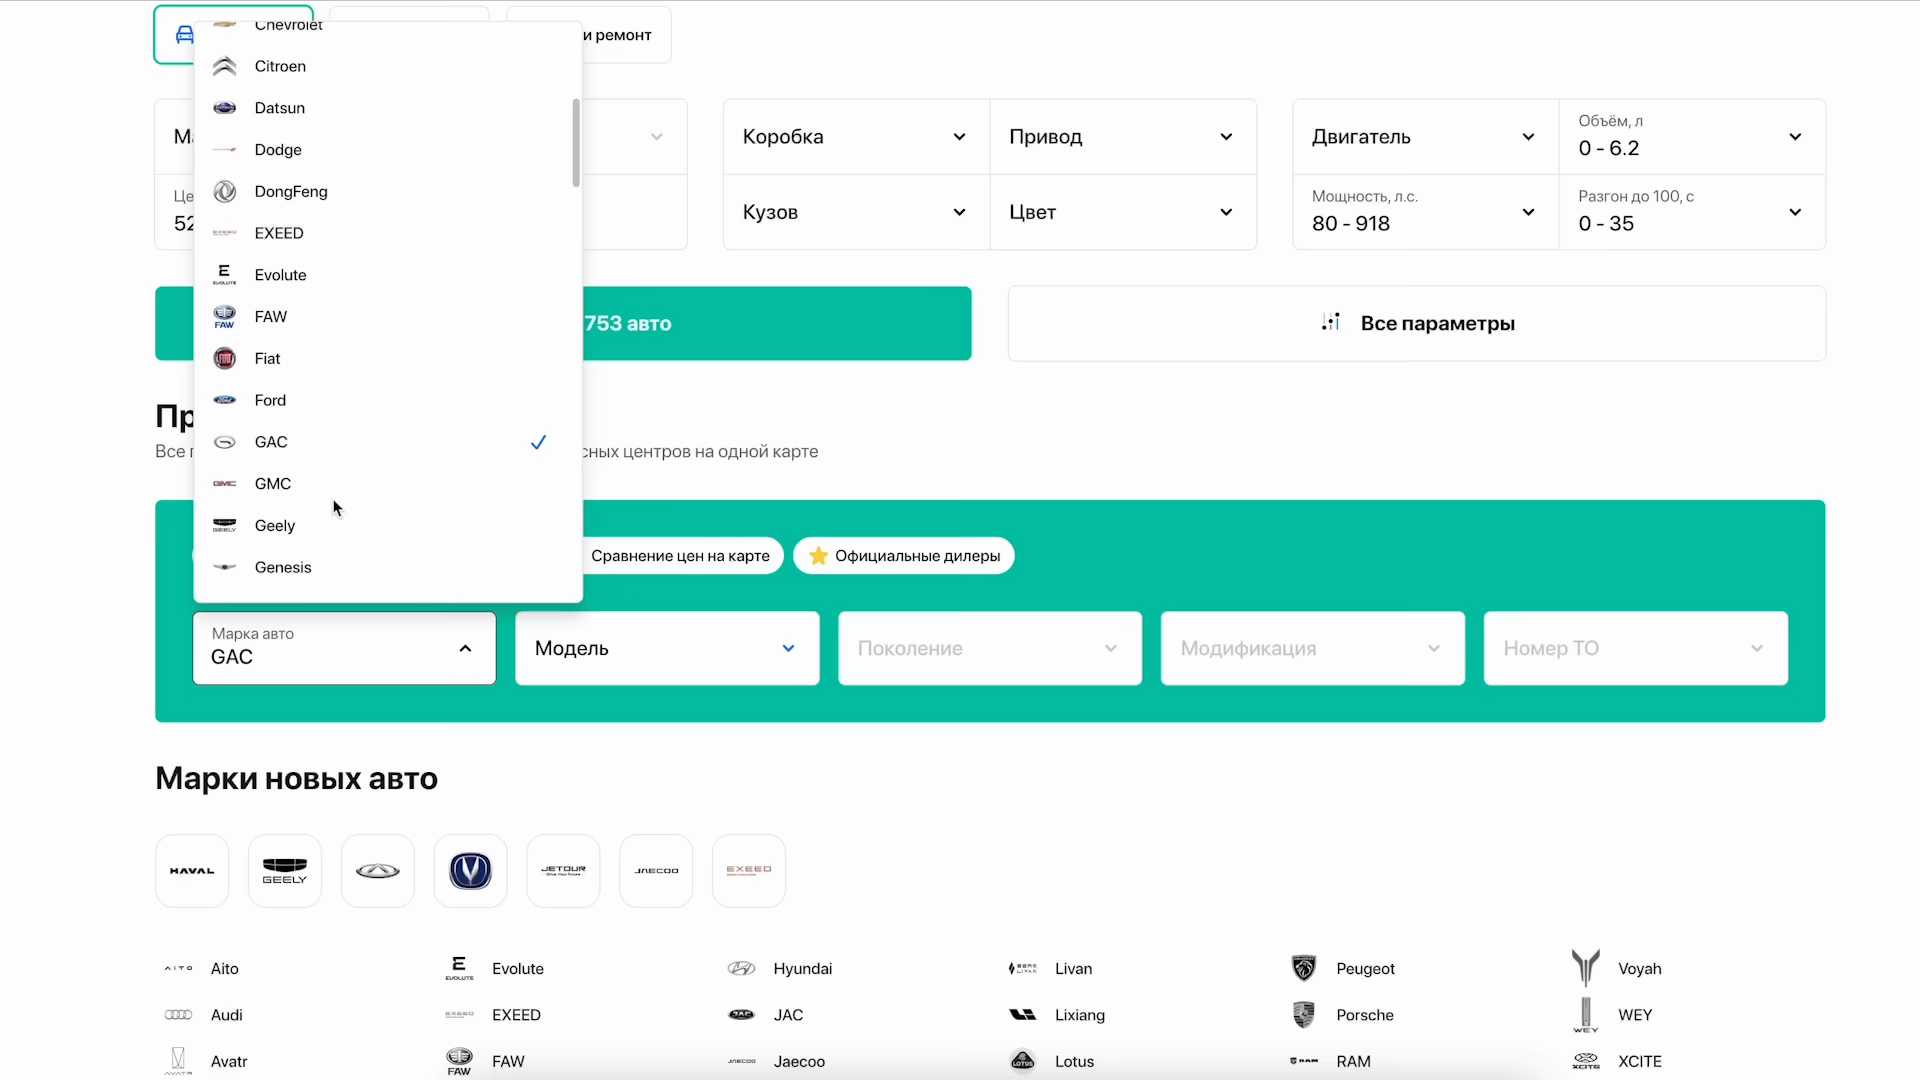 Chevrolet
и ремонт
Citroen
Datsun
Dodge
DongFeng
EXEED
Evolute
FAW
Fiat
Ford
GAC
GMC
Geely
Genesis
Коробка
Привод
Двигатель
Объём, л
0 - 6.2
Кузов
Цвет
Мощность, л.с.
80 - 918
Разгон до 100, с
0 - 35
Це
52
753 авто
Все параметры
Пр
Все
сных центров на одной карте
Сравнение цен на карте
Официальные дилеры
Марка авто
GAC
Модель
Поколение
Модификация
Номер ТО
Марки новых авто
HAVAL
GEELY
JETOUR
JAECOO
EXEED
Aito
Evolute
Hyundai
Livan
Peugeot
Voyah
Audi
EXEED
JAC
Lixiang
Porsche
WEY
Avatr
FAW
Jaecoo
Lotus
RAM
XCITE